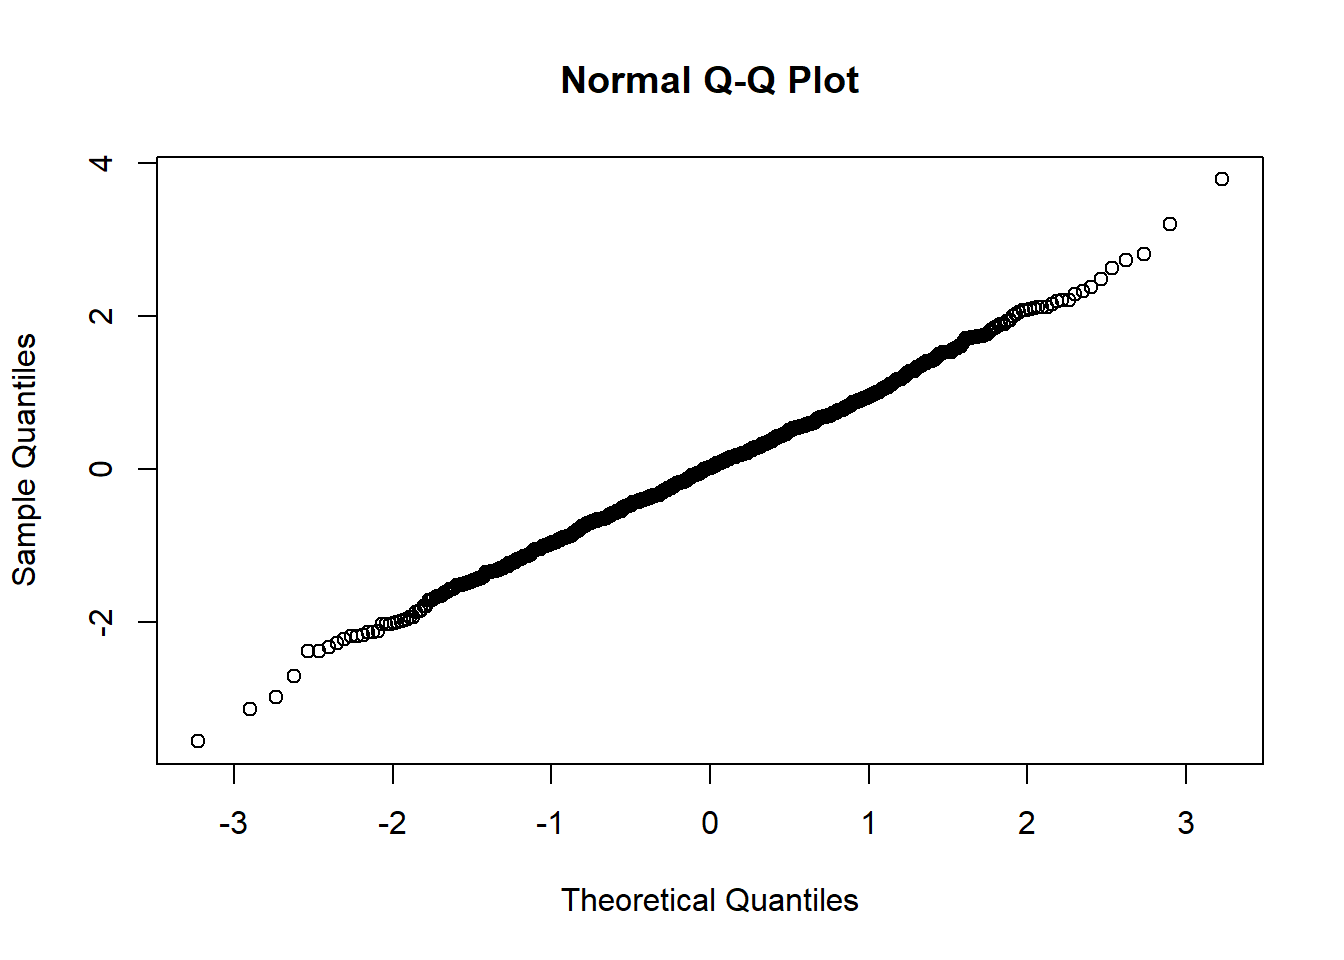 Normal Q-Q Plot
4
2
0
-2
Sample Quantiles
-3 -2 -1 0 1 2 3
Theoretical Quantiles